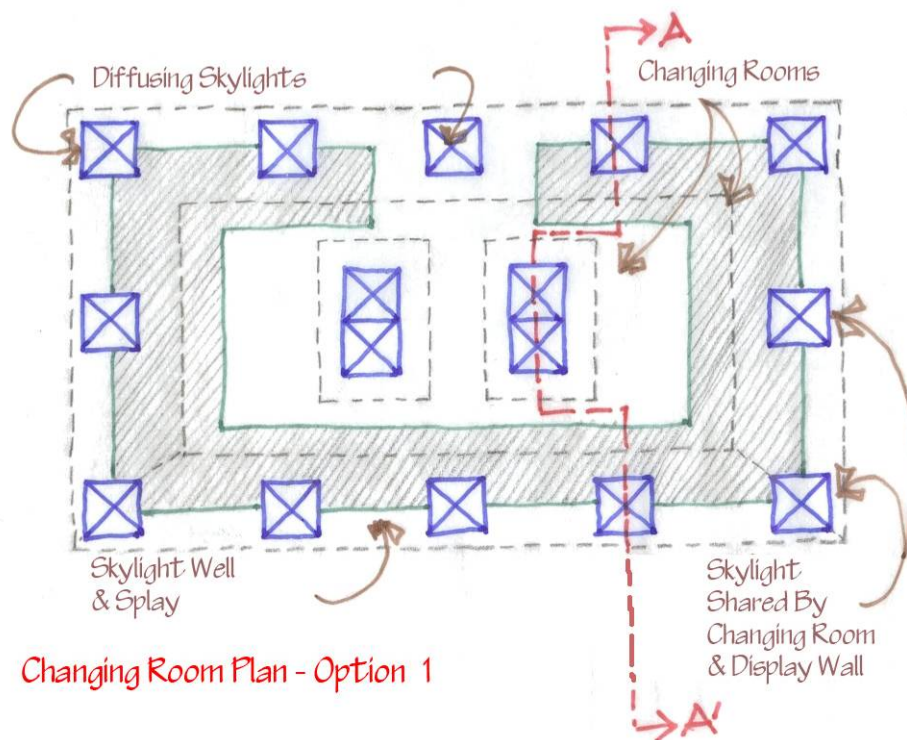 A
Diffusing Skylights
Changing Rooms
Skylight Well
& Splay
Skylight
Shared By
Changing Room
& Display Wall
Changing Room Plan - Option 1
A'